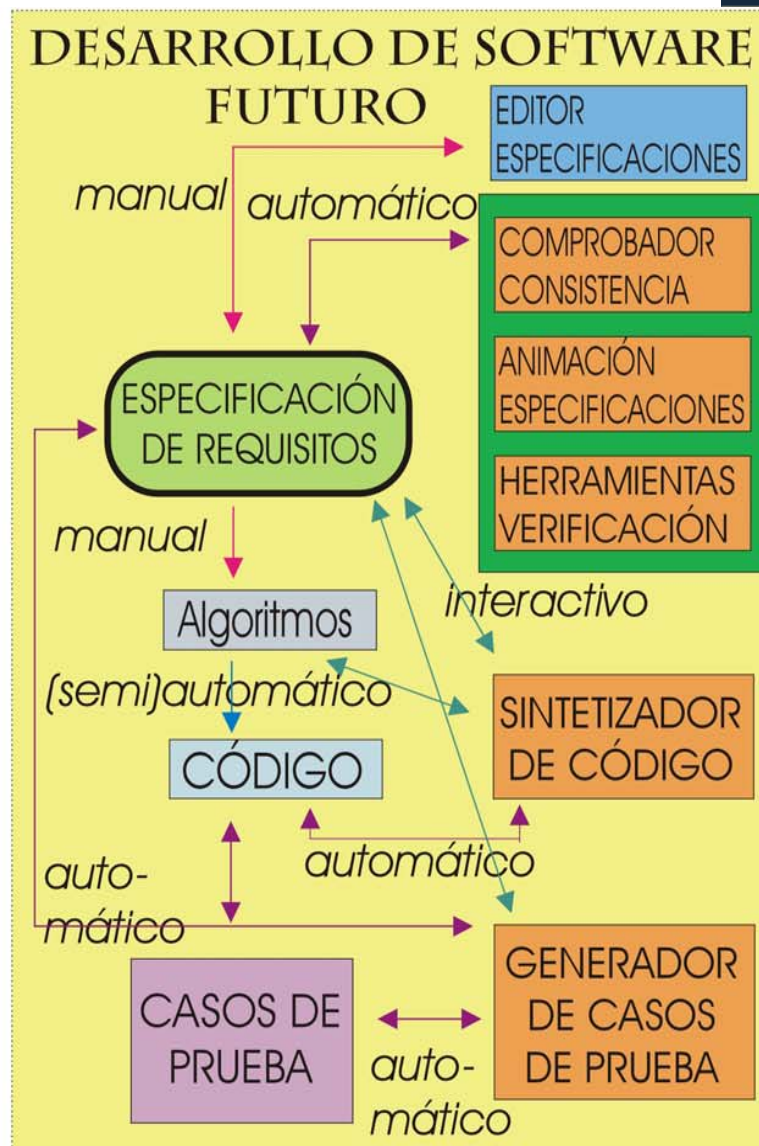 DESARROLLO DE SOFTWARE
FUTURO
EDITOR
ESPECIFICACIONES
manual
automático
COMPROBADOR
CONSISTENCIA
ANIMACIÓN
ESPECIFICACIONES
HERRAMIENTAS
VERIFICACIÓN
ESPECIFICACIÓN
DE REQUISITOS
manual
interactivo
Algoritmos
(semi)automático
SINTETIZADOR
DE CÓDIGO
CÓDIGO
automático
auto-
mático
GENERADOR
DE CASOS
DE PRUEBA
CASOS DE
PRUEBA
auto-
mático